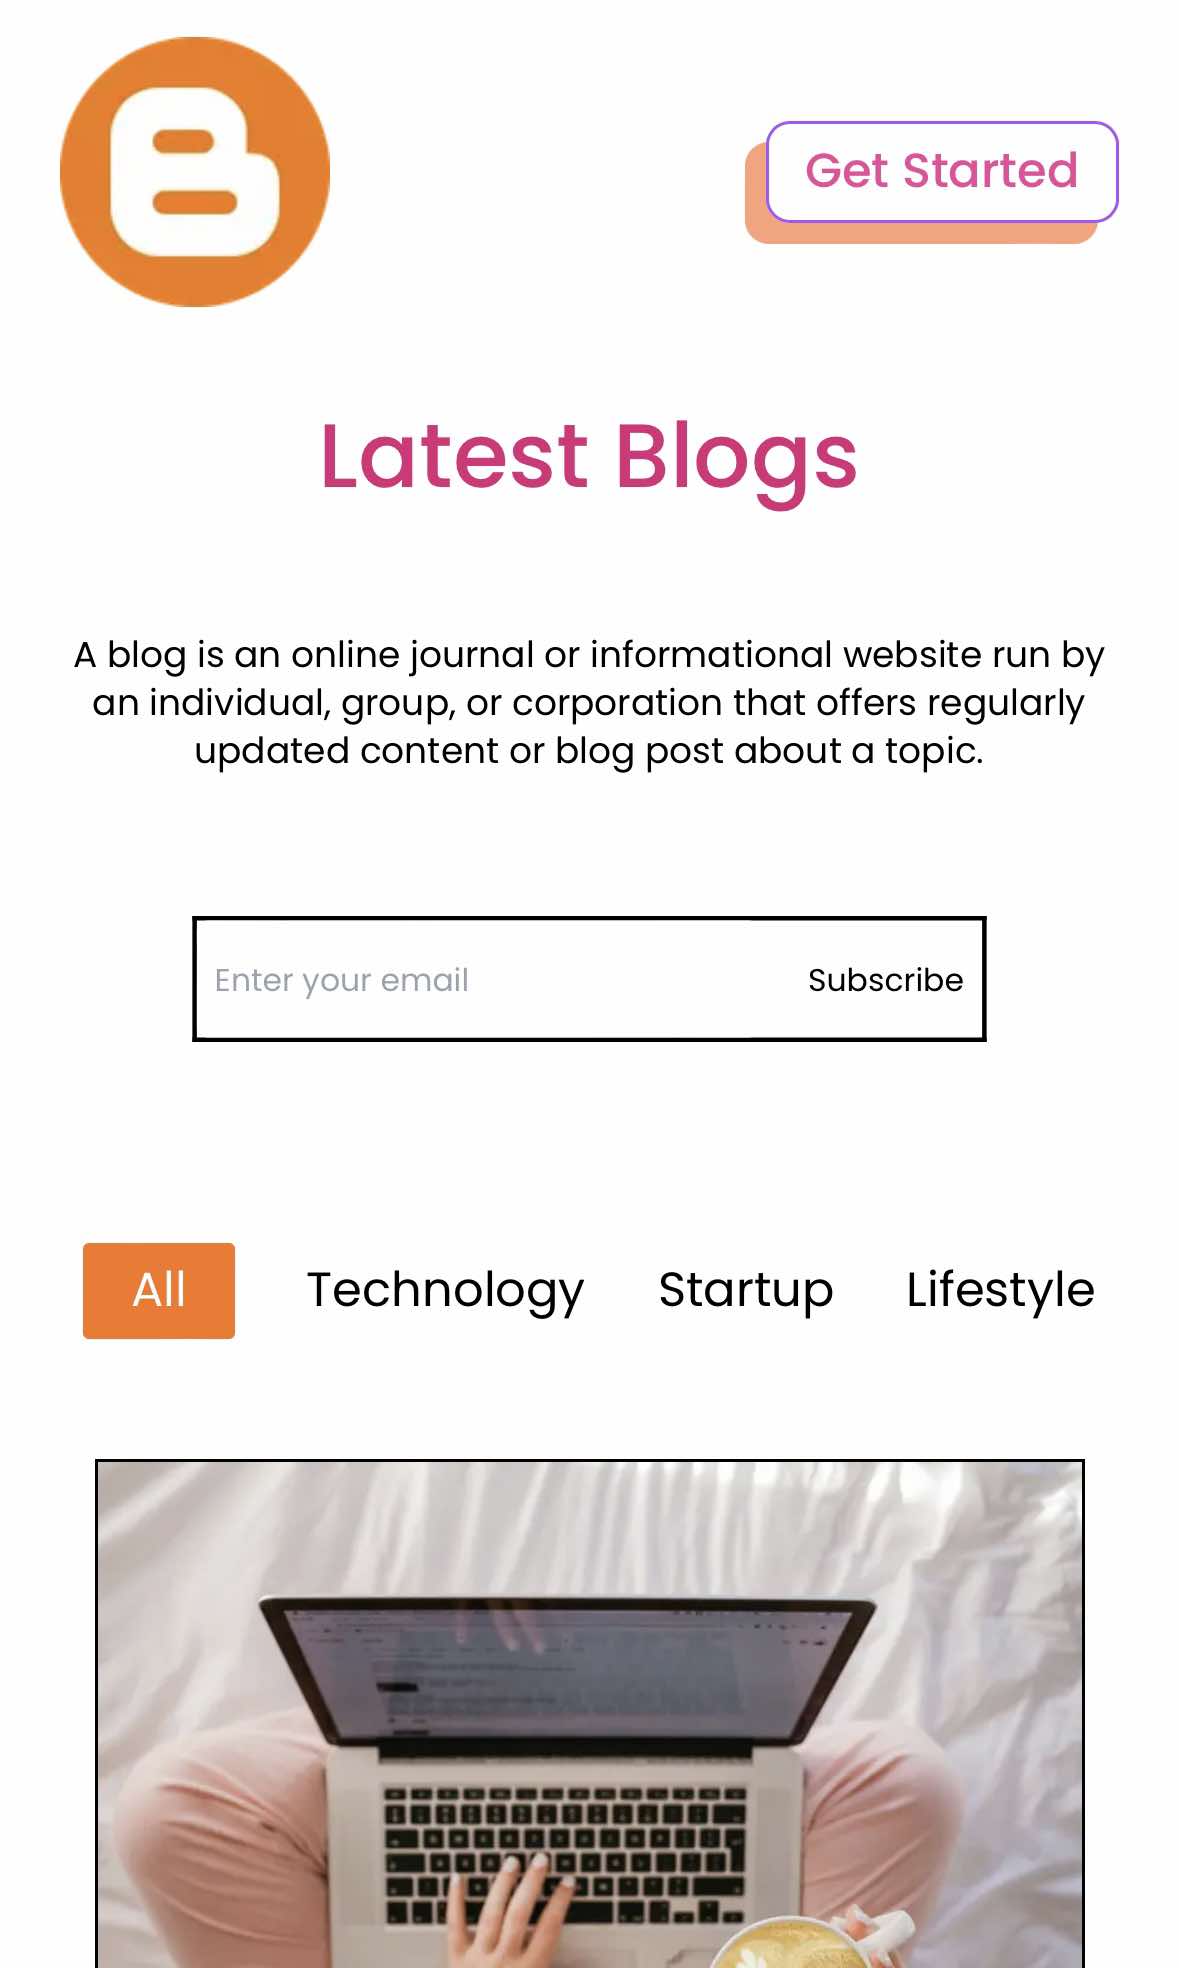 B
Get Started
Latest Blogs
A blog is an online journal or informational website run by
an individual, group, or corporation that offers regularly
updated content or blog post about a topic.
Enter your email
Subscribe
All
Technology
Startup
Lifestyle